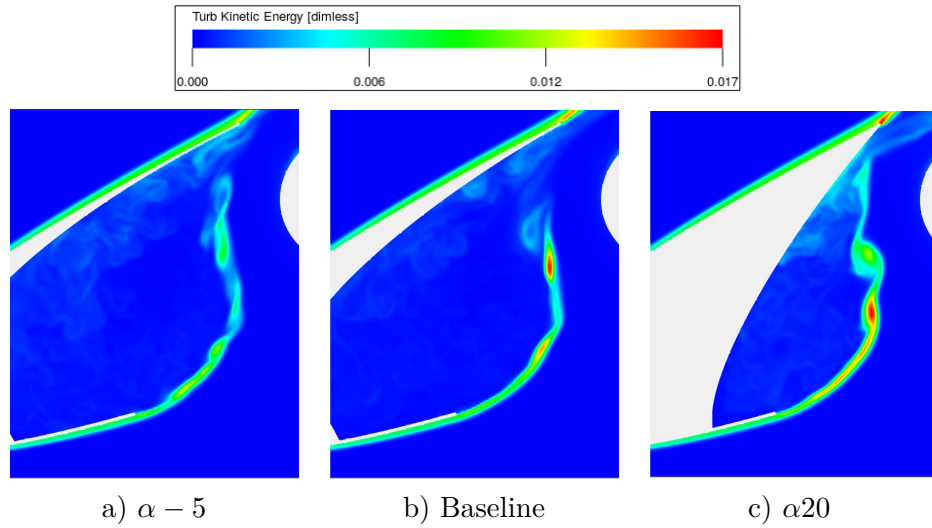 Turb Kinetic Energy [dimless]
0.000 0.006 0.012 0.017
a) α − 5 b) Baseline c) α20